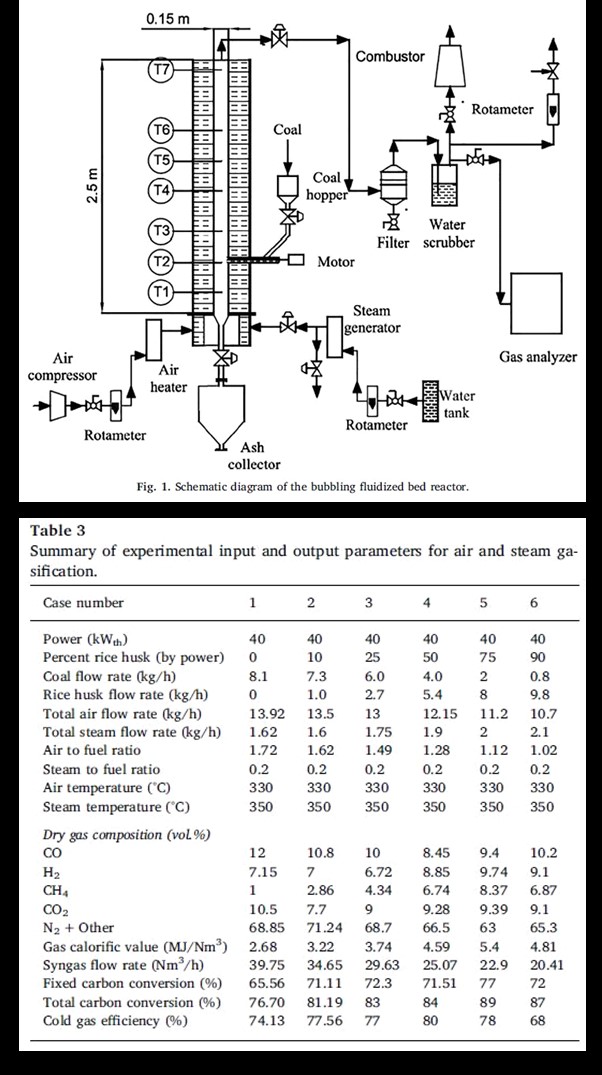 0.15 m
T7
T6
T5
T4
T3
T2
T1
2.5 m
Coal
Coal
hopper
Motor
Combustor
Rotameter
Filter
Water
scrubber
Gas analyzer
Steam
generator
Air
compressor
Rotameter
Air
heater
Ash
collector
Rotameter
Water
tank
Fig. 1. Schematic diagram of the bubbling fluidized bed reactor.
Table 3
Summary of experimental input and output parameters for air and steam ga-
sification.
Case number 1 2 3 4 5 6
Power (kWth) 40 40 40 40 40 40
Percent rice husk (by power) 0 10 25 50 75 90
Coal flow rate (kg/h) 8.1 7.3 6.0 4.0 2 0.8
Rice husk flow rate (kg/h) 0 1.0 2.7 5.4 8 9.8
Total air flow rate (kg/h) 13.92 13.5 13 12.15 11.2 10.7
Total steam flow rate (kg/h) 1.62 1.6 1.75 1.9 2 2.1
Air to fuel ratio 1.72 1.62 1.49 1.28 1.12 1.02
Steam to fuel ratio 0.2 0.2 0.2 0.2 0.2 0.2
Air temperature (°C) 330 330 330 330 330 330
Steam temperature (°C) 350 350 350 350 350 350
Dry gas composition (vol.%)
CO 12 10.8 10 8.45 9.4 10.2
H2 7.15 7 6.72 8.85 9.74 9.1
CH4 1 2.86 4.34 6.74 8.37 6.87
CO2 10.5 7.7 9 9.28 9.39 9.1
N2 + Other 68.85 71.24 68.7 66.5 63 65.3
Gas calorific value (MJ/Nm3) 2.68 3.22 3.74 4.59 5.4 4.81
Syngas flow rate (Nm3/h) 39.75 34.65 29.63 25.07 22.9 20.41
Fixed carbon conversion (%) 65.56 71.11 72.3 71.51 77 72
Total carbon conversion (%) 76.70 81.19 83 84 89 87
Cold gas efficiency (%) 74.13 77.56 77 80 78 68